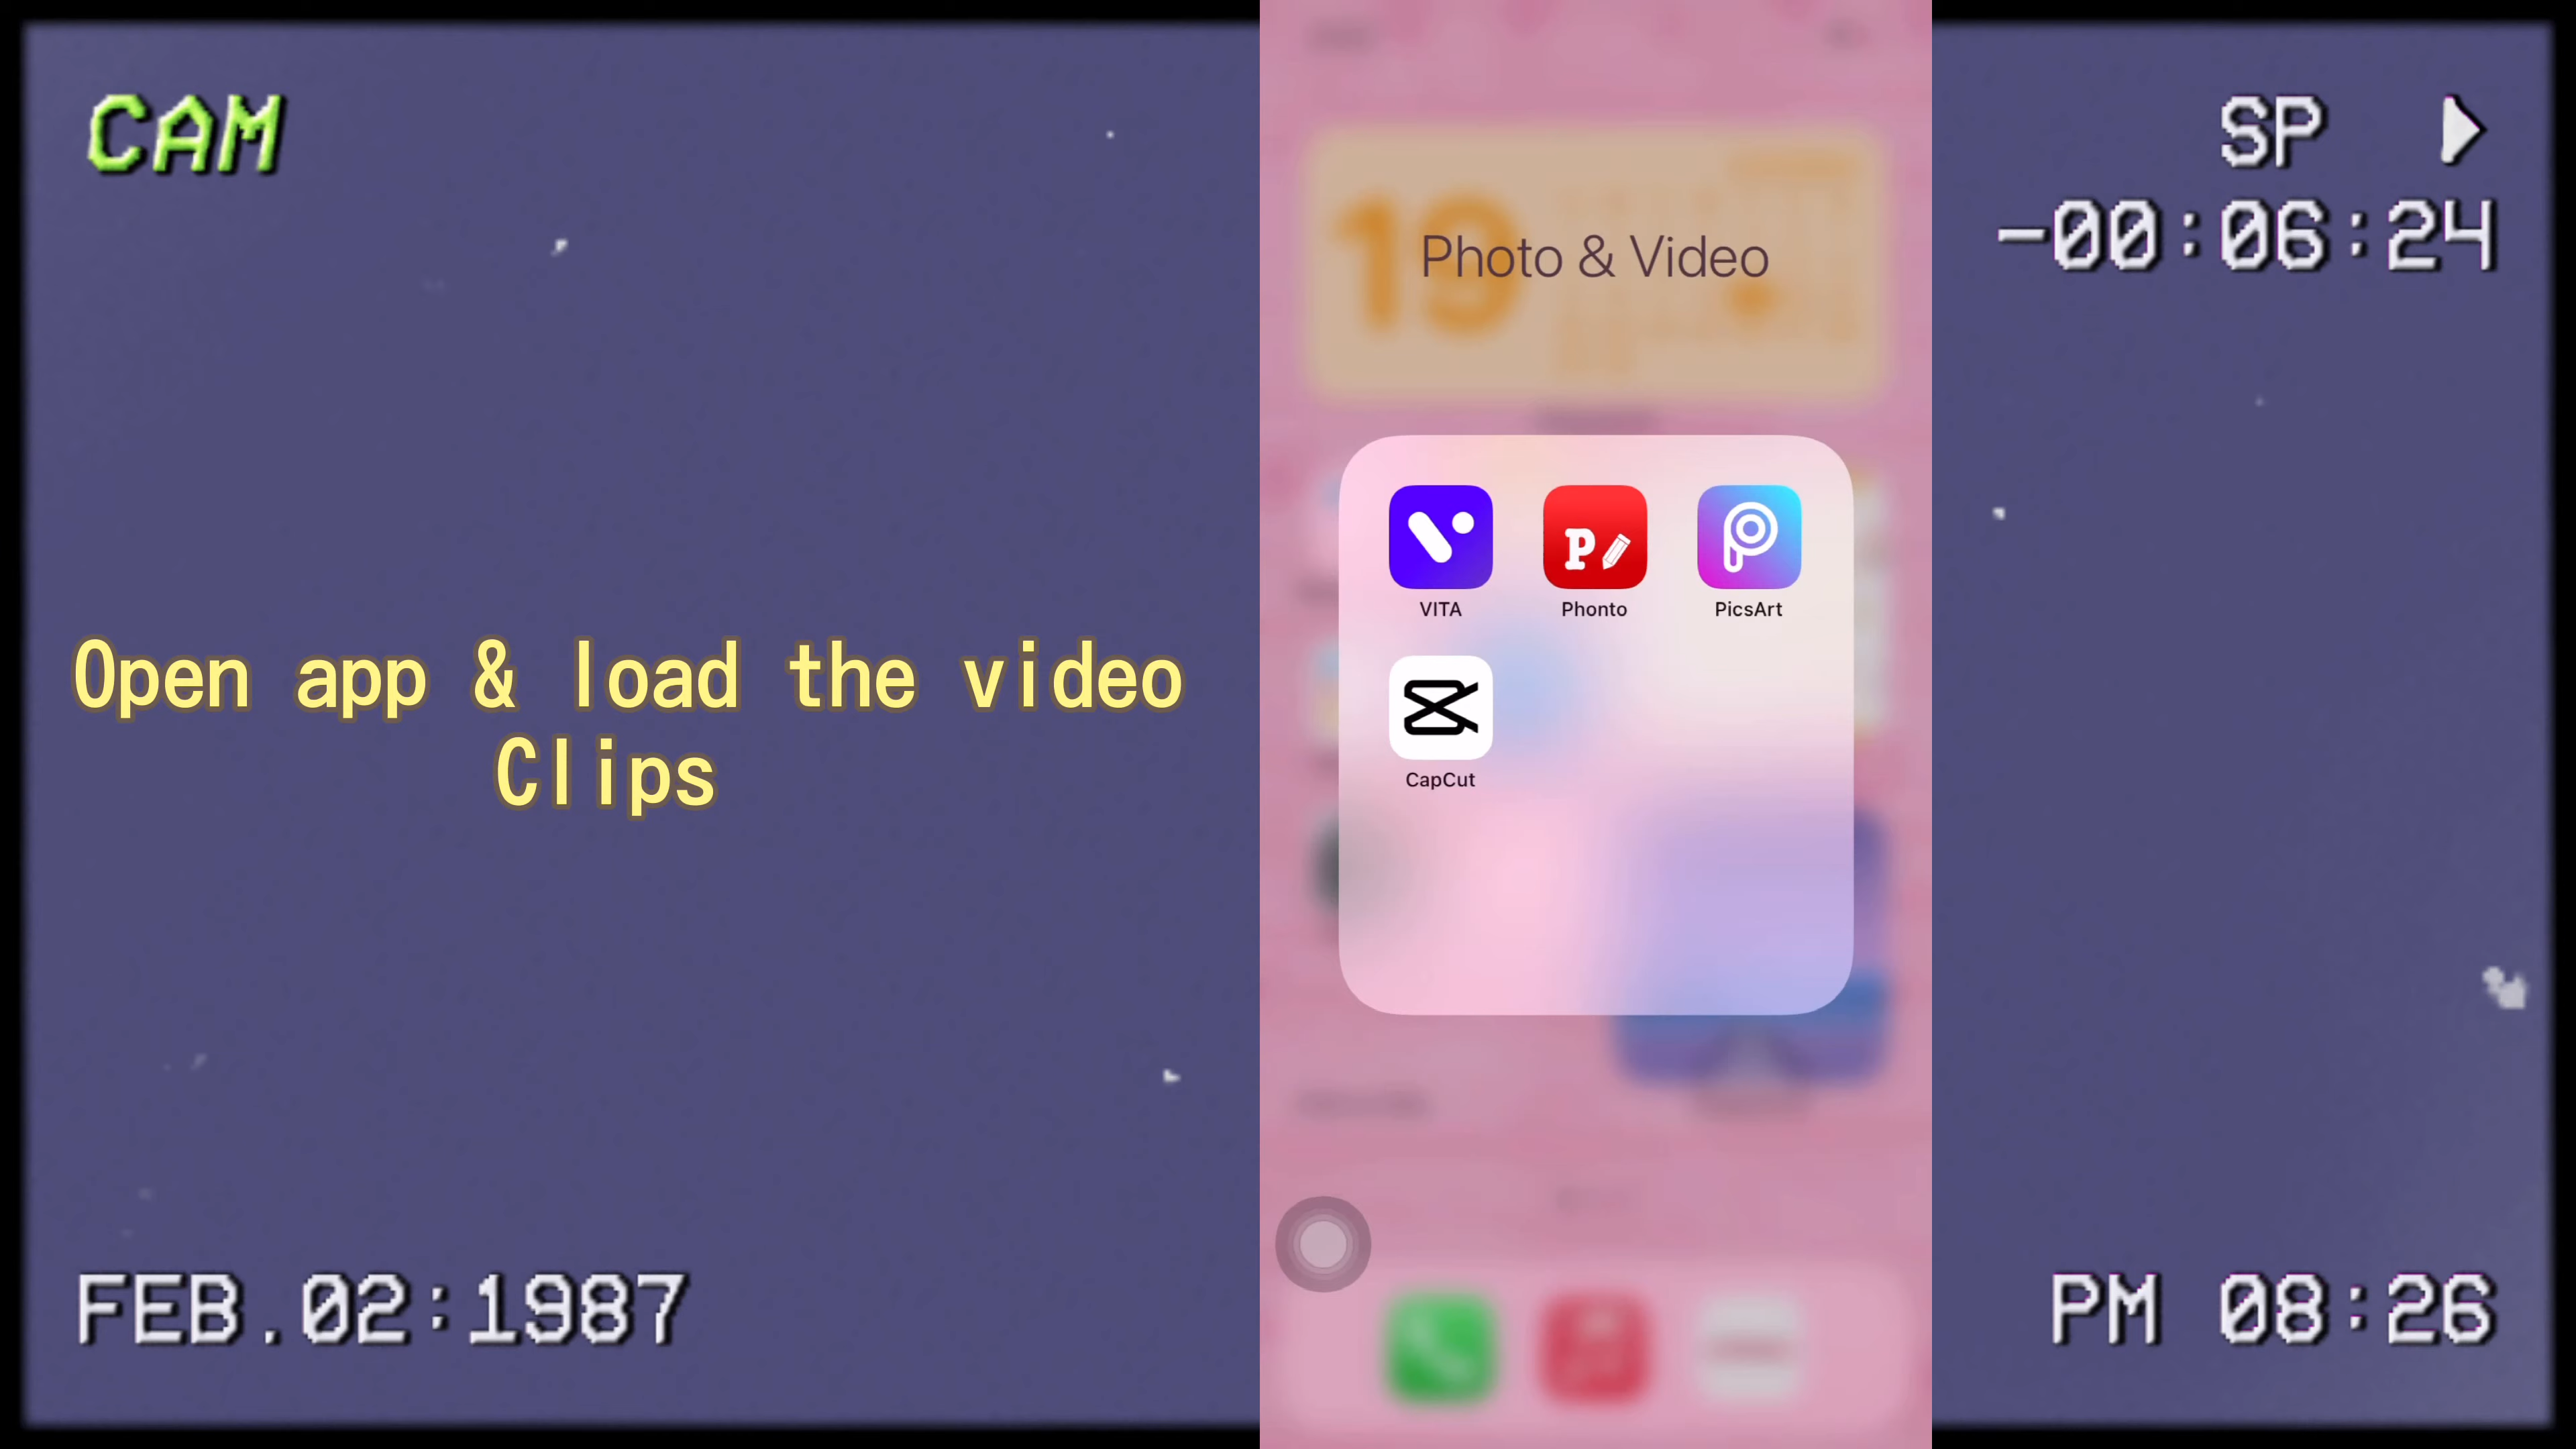 CAM
SP
-00:06:24
Photo & Video
19
VITA
Phonto
PicsArt
Open app & load the video
Clips
CapCut
FEB.02:1987
PM 08:26